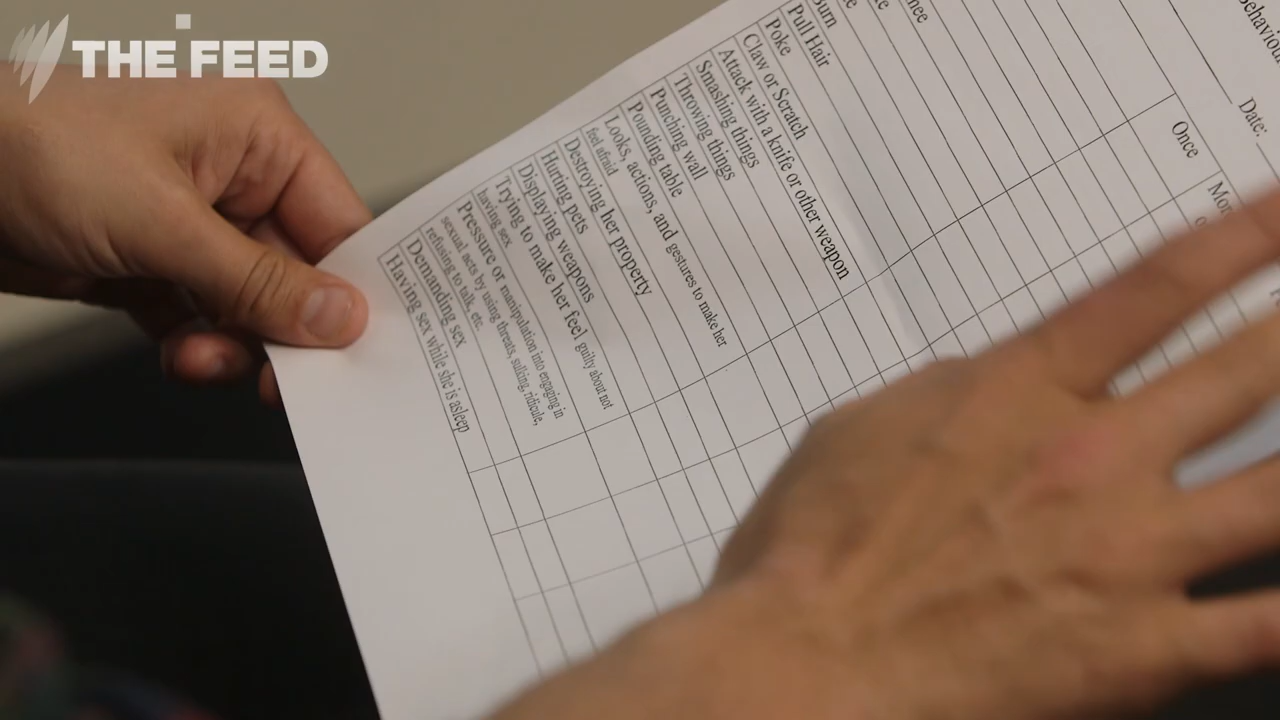 THE FEED
Behaviour
Date:
Once
Burn
Pull Hair
Poke
Claw or Scratch
Attack with a knife or other weapon
Smashing things
Throwing things
Punching wall
Pounding table
Looks, actions, and gestures to make her
feel afraid
Destroying her property
Hurting pets
Displaying weapons
Trying to make her feel guilty about not
having sex
Pressure or manipulation into engaging in
sexual acts by using threats, sulking, ridicule,
refusing to talk, etc.
Demanding sex
Having sex while she is asleep